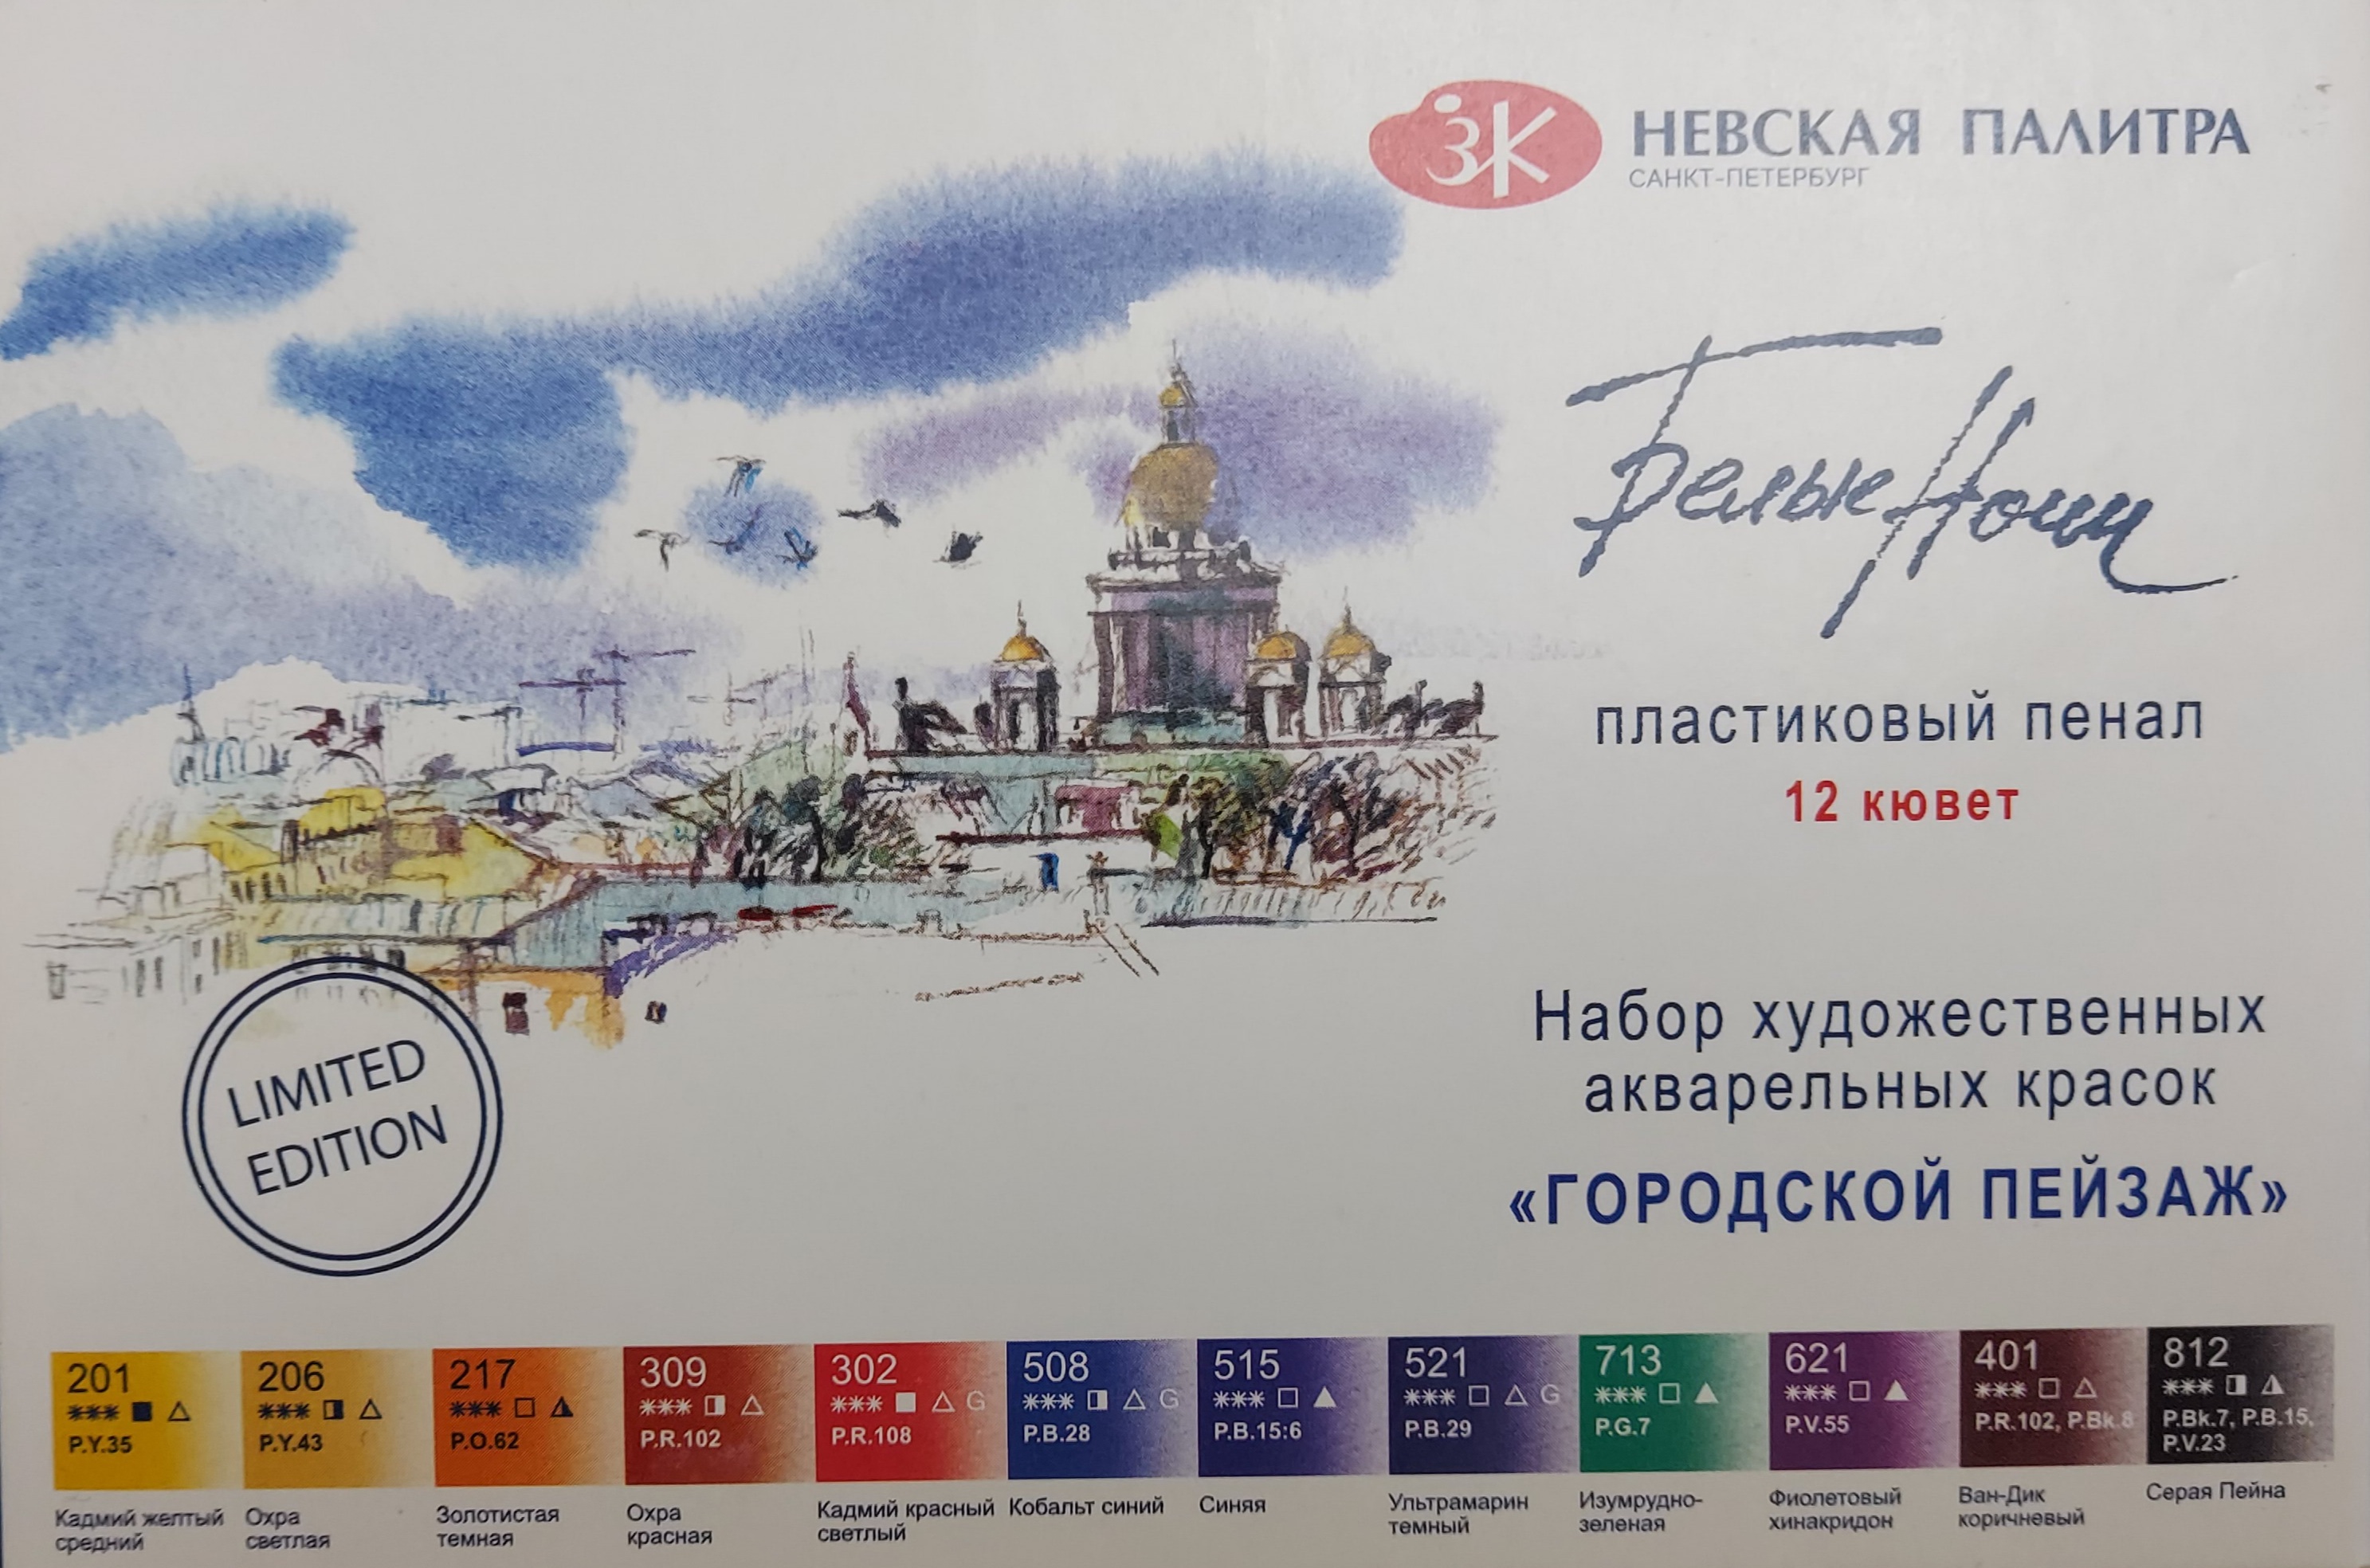 ЗК НЕВСКАЯ ПАЛИТРА
САНКТ-ПЕТЕРБУРГ
Белые Ночи
пластиковый пенал
12 кювет
Набор художественных
акварельных красок
«ГОРОДСКОЙ ПЕЙЗАЖ»
LIMITED
EDITION
201
*** ■ △
P.Y.35
Кадмий желтый
средний
206
*** ◨ △
P.Y.43
Охра
светлая
217
*** □ ◮
P.O.62
Золотистая
темная
309
*** ◨ △
P.R.102
Охра
красная
302
*** ■ △ G
P.R.108
Кадмий красный
светлый
508
*** ◨ △ G
P.B.28
Кобальт синий
515
*** □ ▲
P.B.15:6
Синяя
521
*** □ △ G
P.B.29
Ультрамарин
темный
713
*** □ ▲
P.G.7
Изумрудно-
зеленая
621
*** □ ▲
P.V.55
Фиолетовый
хинакридон
401
*** □ △
P.R.102, P.Bk.8
Ван-Дик
коричневый
812
*** ◨ ◮
P.Bk.7, P.B.15,
P.V.23
Серая Пейна